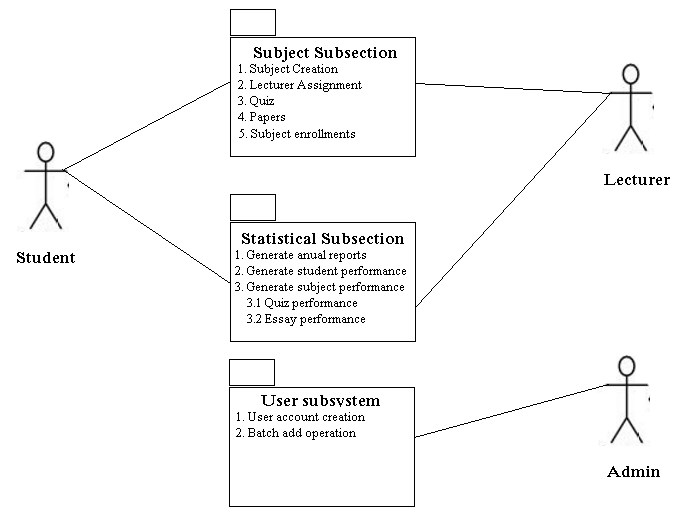 Subject Subsection
1. Subject Creation
2. Lecturer Assignment
3. Quiz
4. Papers
5. Subject enrollments
Lecturer
Student
Statistical Subsection
1. Generate anual reports
2. Generate student performance
3. Generate subject performance
3.1 Quiz performance
3.2 Essay performance
User subsystem
1. User account creation
2. Batch add operation
Admin